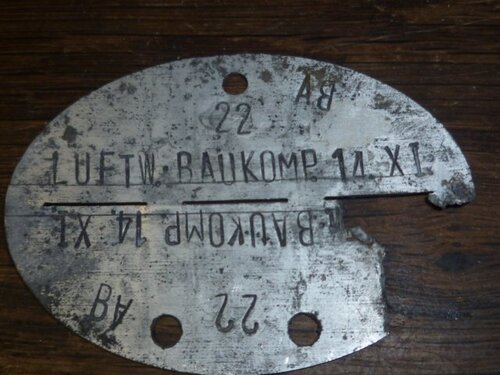 AB
22
LUFTW. BAUKOMP. 14. XI
BAUKOMP. 14. XI
22
AB